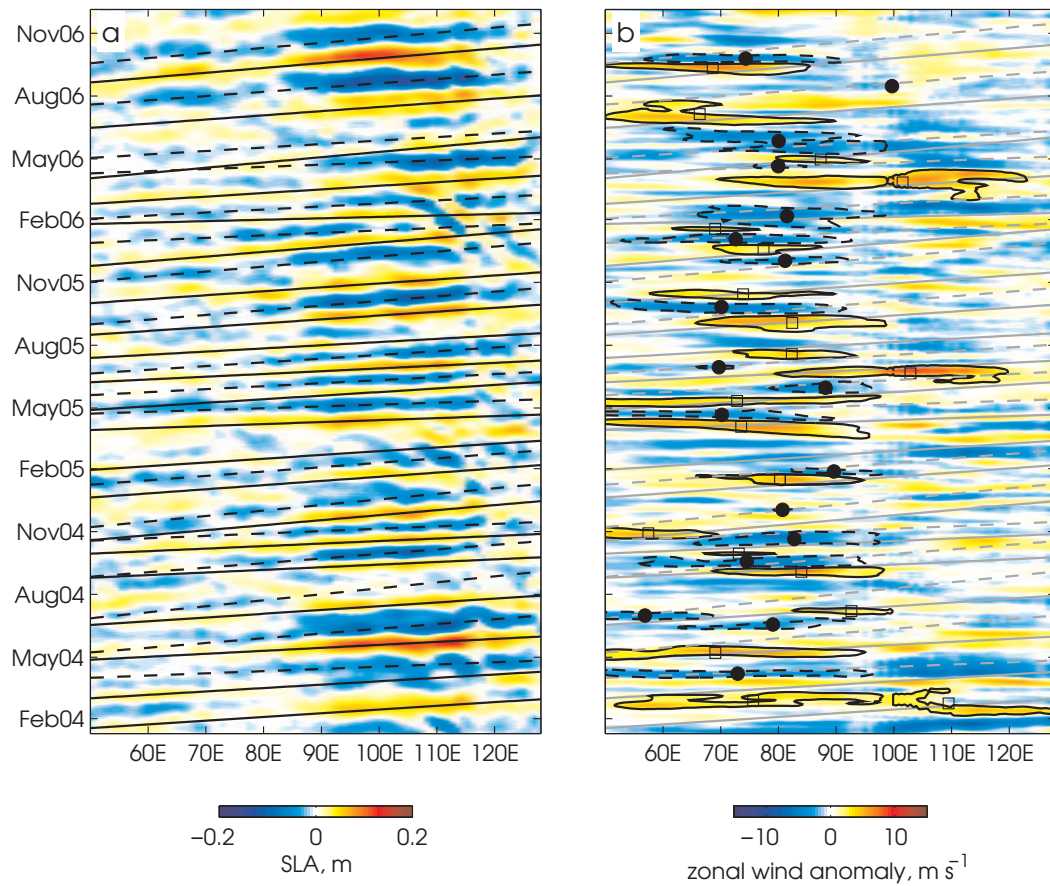 a
b
Nov06
Aug06
May06
Feb06
Nov05
Aug05
May05
Feb05
Nov04
Aug04
May04
Feb04
60E 70E 80E 90E 100E 110E 120E
60E 70E 80E 90E 100E 110E 120E
−0.2 0 0.2
SLA, m
−10 0 10
zonal wind anomaly, m s⁻¹